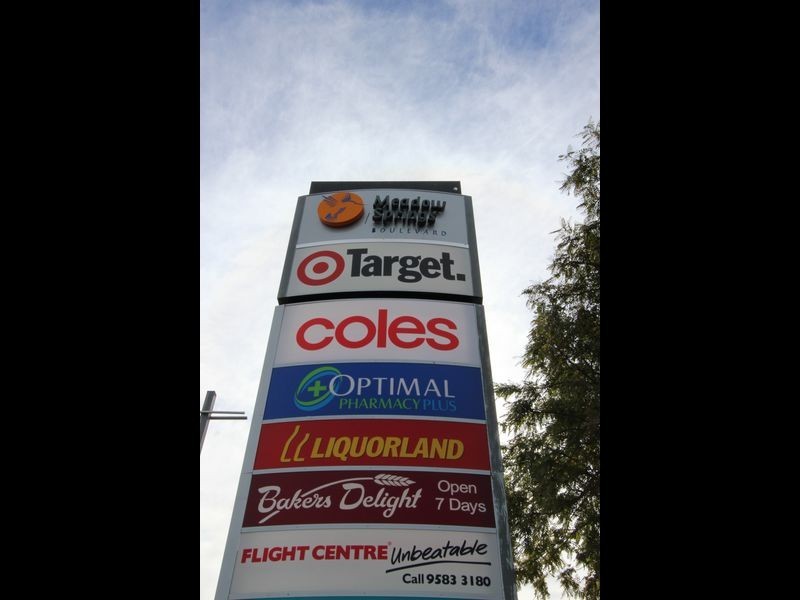 Meadow
Springs
BOULEVARD
Target.
coles
OPTIMAL
PHARMACY PLUS
LIQUORLAND
Bakers Delight
Open
7 Days
FLIGHT CENTRE Unbeatable
Call 9583 3180